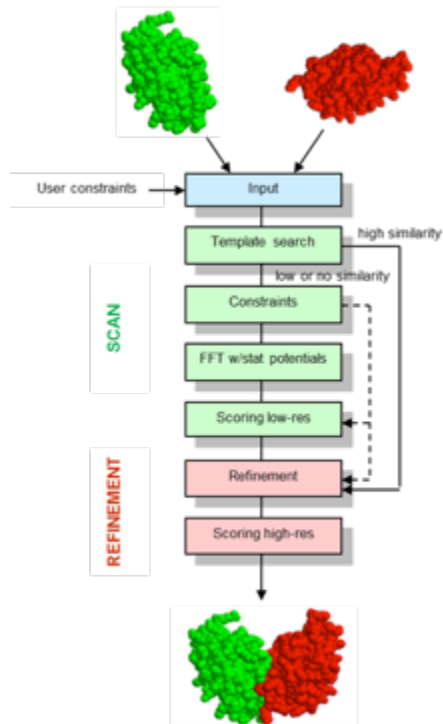 User constraints
Input
high similarity
Template search
low or no similarity
Constraints
SCAN
FFT w/stat potentials
Scoring low-res
Refinement
REFINEMENT
Scoring high-res